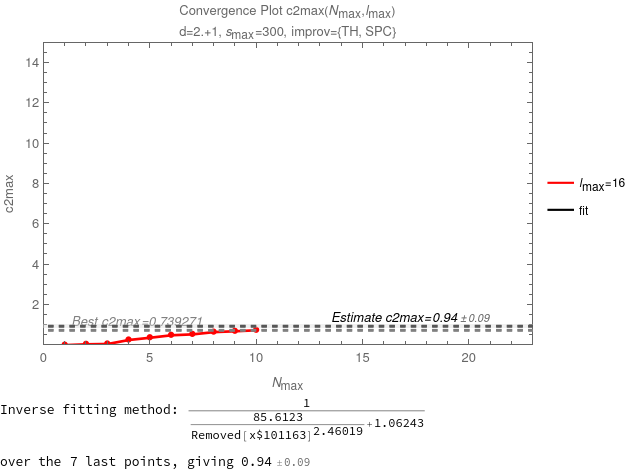 Convergence Plot c2max(Nmax,lmax)
d=2.+1, smax=300, improv={TH, SPC}
14
12
10
8
6
4
2
c2max
Best c2max=0.739271
Estimate c2max=0.94 ±0.09
0 5 10 15 20
Nmax
lmax=16
fit
Inverse fitting method:
1
85.6123
Removed[x$101163]2.46019
+1.06243
over the 7 last points, giving 0.94 ±0.09